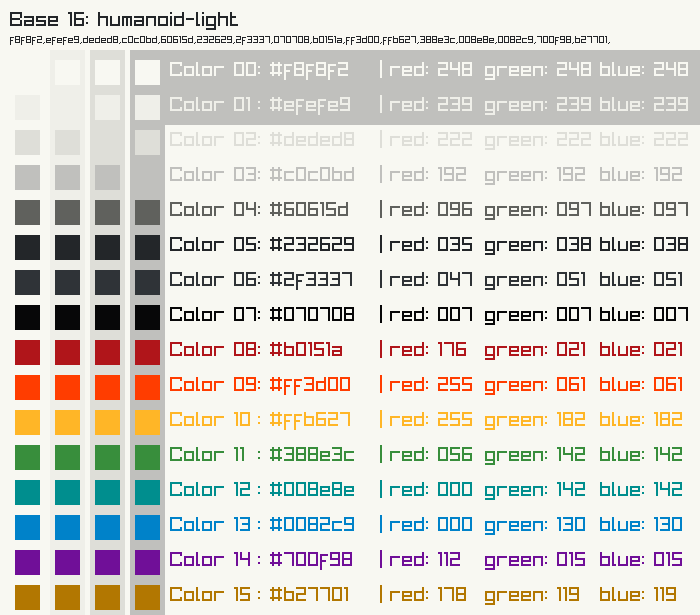 Base 16: humanoid-light
f8f8f2,efefe9,deded8,c0c0bd,60615d,232629,2f3337,070708,b0151a,ff3d00,ffb627,388e3c,008e8e,0082c9,700f98,b27701,
Color 00: #f8f8f2 | red: 248 green: 248 blue: 248
Color 01: #efefe9 | red: 239 green: 239 blue: 239
Color 02: #deded8 | red: 222 green: 222 blue: 222
Color 03: #c0c0bd | red: 192 green: 192 blue: 192
Color 04: #60615d | red: 096 green: 097 blue: 097
Color 05: #232629 | red: 035 green: 038 blue: 038
Color 06: #2f3337 | red: 047 green: 051 blue: 051
Color 07: #070708 | red: 007 green: 007 blue: 007
Color 08: #b0151a | red: 176 green: 021 blue: 021
Color 09: #ff3d00 | red: 255 green: 061 blue: 061
Color 10 : #ffb627 | red: 255 green: 182 blue: 182
Color 11 : #388e3c | red: 056 green: 142 blue: 142
Color 12 : #008e8e | red: 000 green: 142 blue: 142
Color 13 : #0082c9 | red: 000 green: 130 blue: 130
Color 14 : #700f98 | red: 112 green: 015 blue: 015
Color 15 : #b27701 | red: 178 green: 119 blue: 119